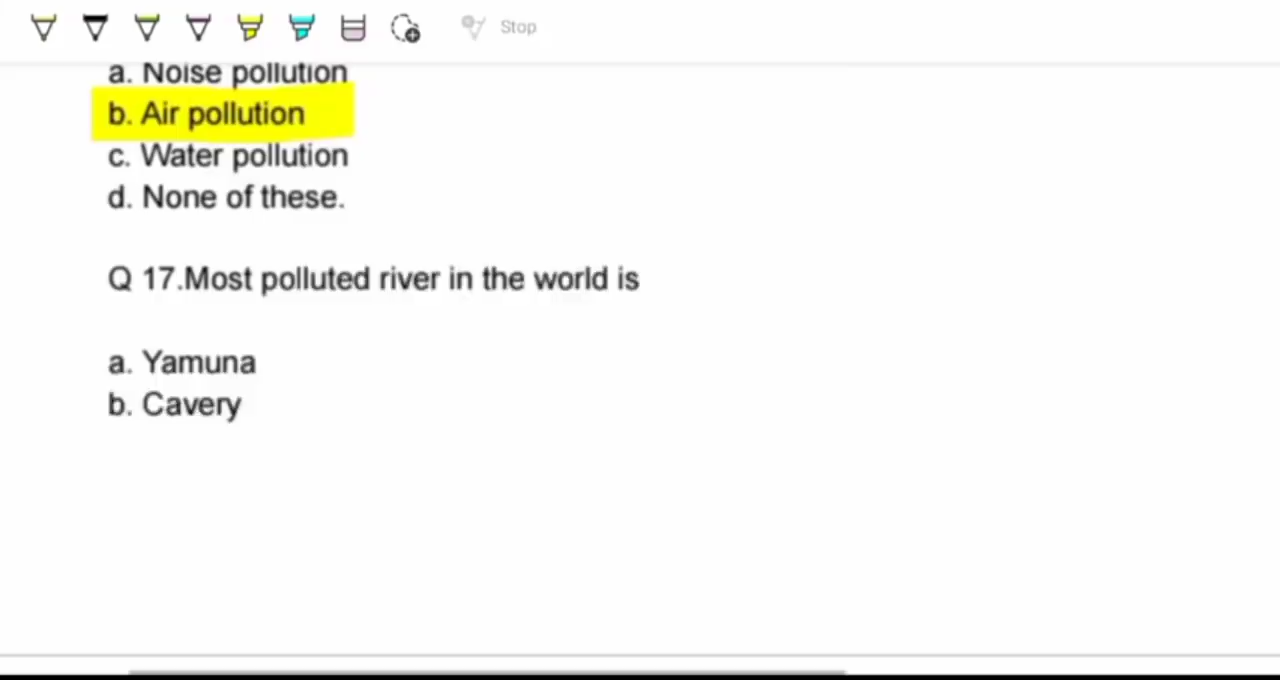 Stop
a. Noise pollution
b. Air pollution
c. Water pollution
d. None of these.
Q 17.Most polluted river in the world is
a. Yamuna
b. Cavery